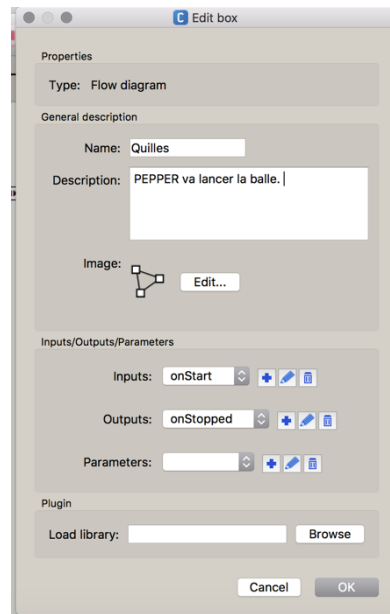 Edit box
Properties
Type: Flow diagram
General description
Name: Quilles
Description: PEPPER va lancer la balle.
Image: Edit...
Inputs/Outputs/Parameters
Inputs: onStart
Outputs: onStopped
Parameters:
Plugin
Load library: Browse
Cancel OK